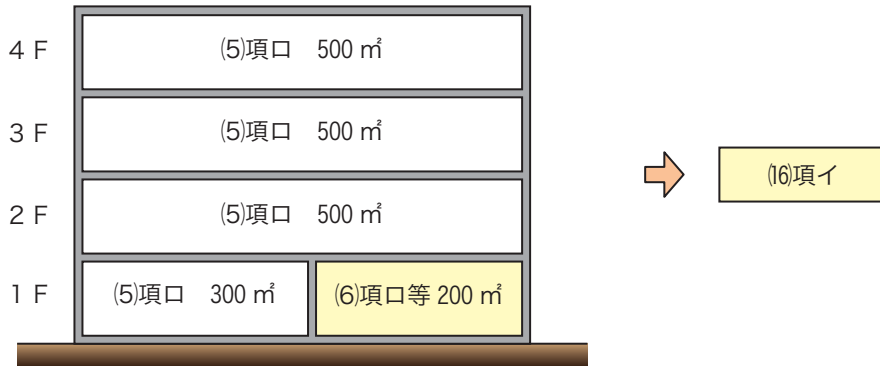 4 F ⑸項ロ 500 ㎡
3 F ⑸項ロ 500 ㎡
⒃項イ
2 F ⑸項ロ 500 ㎡
1 F ⑸項ロ 300 ㎡ ⑹項ロ等 200 ㎡